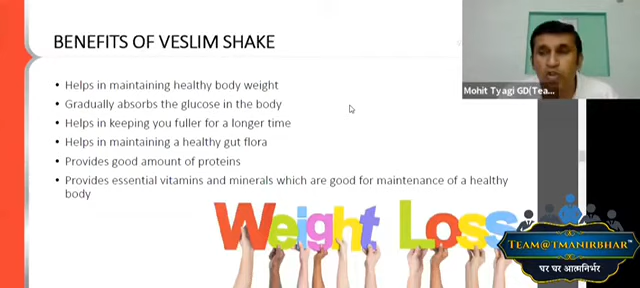 BENEFITS OF VESLIM SHAKE
• Helps in maintaining healthy body weight
• Gradually absorbs the glucose in the body
• Helps in keeping you fuller for a longer time
• Helps in maintaining a healthy gut flora
• Provides good amount of proteins
• Provides essential vitamins and minerals which are good for maintenance of a healthy
body
Mohit Tyagi GD(Tea...
Weight Loss
TEAM@TMANIRBHAR
घर घर आत्मनिर्भर